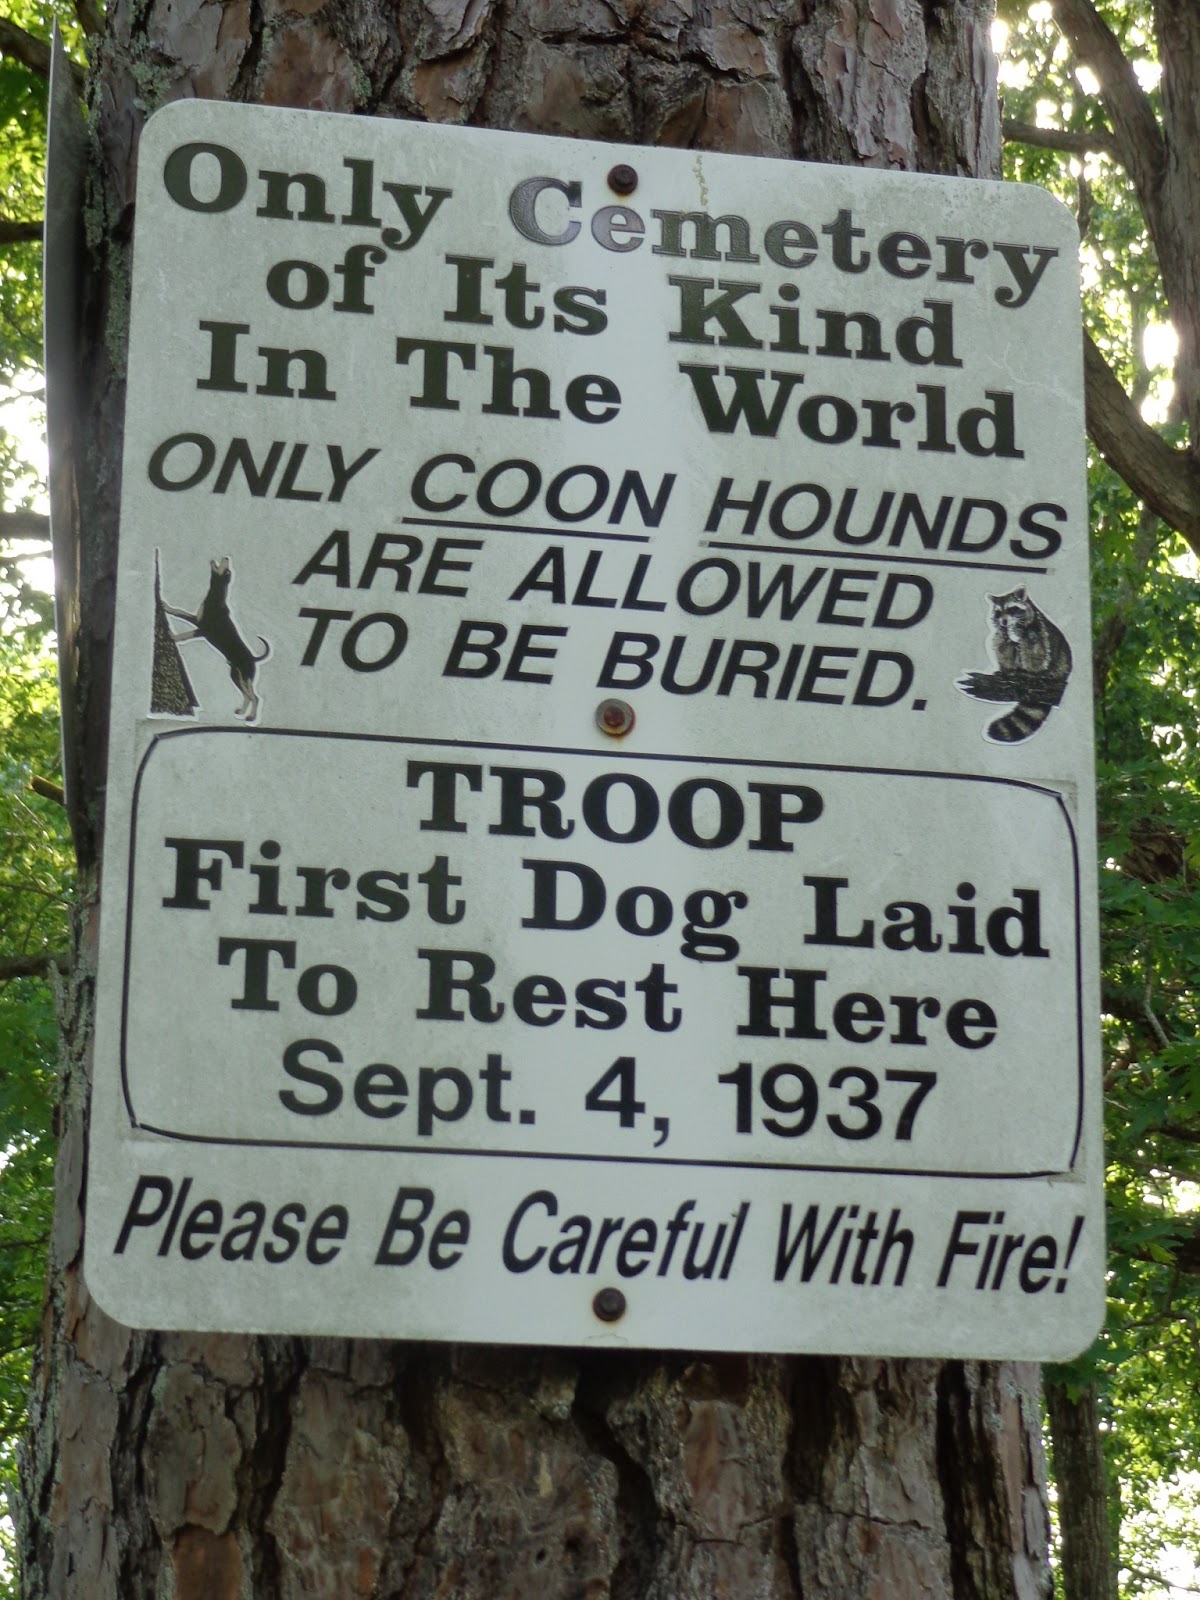 Only Cemetery
of Its Kind
In The World
ONLY COON HOUNDS
ARE ALLOWED
TO BE BURIED.
TROOP
First Dog Laid
To Rest Here
Sept. 4, 1937
Please Be Careful With Fire!